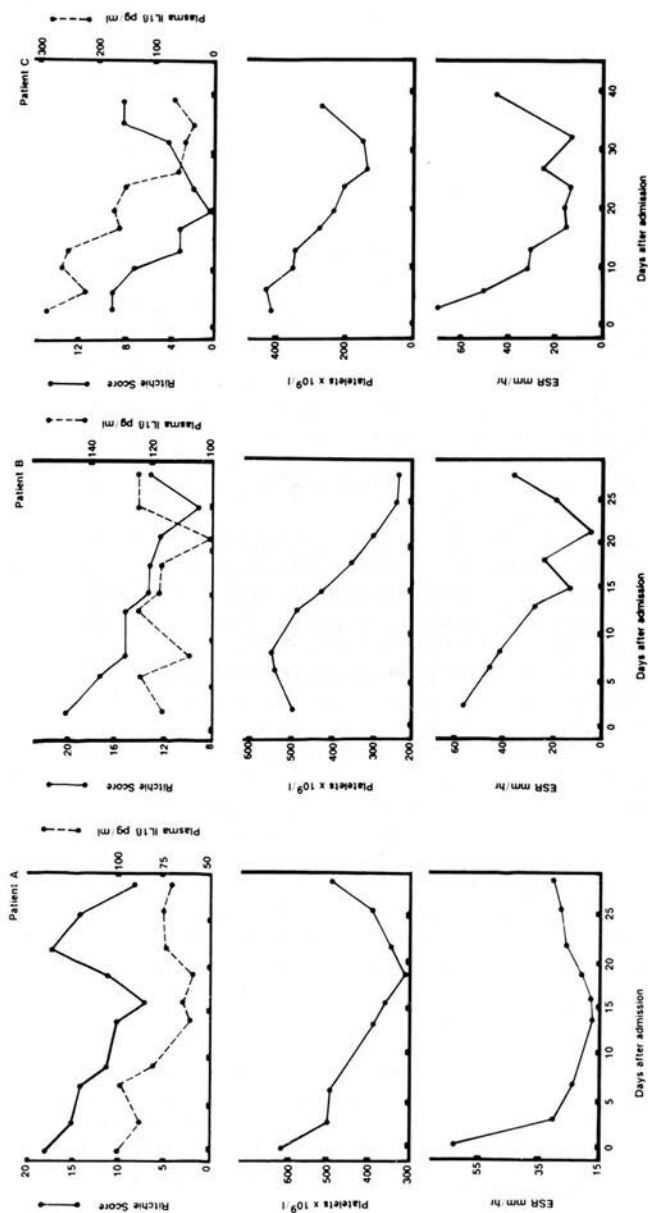 Patient A
Ritchie Score
Plasma IL1β pg/ml
20
15
10
5
0
100
75
50
Platelets x 10⁹/l
600
500
400
300
ESR mm/hr
55
35
15
0 5 10 15 20 25
Days after admission
Patient B
Ritchie Score
Plasma IL1β pg/ml
20
16
12
8
140
120
100
Platelets x 10⁹/l
600
500
400
300
200
ESR mm/hr
60
40
20
0
0 5 10 15 20 25
Days after admission
Patient C
Ritchie Score
Plasma IL1β pg/ml
12
8
4
0
300
200
100
0
Platelets x 10⁹/l
400
200
0
ESR mm/hr
60
40
20
0
0 10 20 30 40
Days after admission